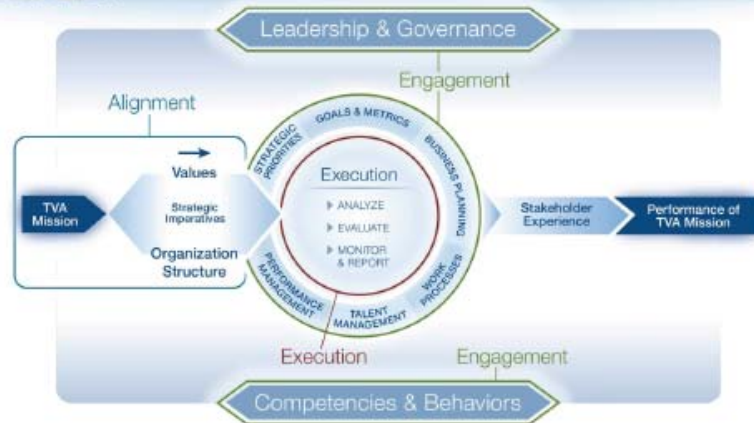 Leadership & Governance
Engagement
Alignment
GOALS & METRICS
STRATEGIC
PRIORITIES
BUSINESS PLANNING
Values
Execution
TVA
Mission
Strategic
Imperatives
ANALYZE
EVALUATE
MONITOR
& REPORT
Stakeholder
Experience
Performance of
TVA Mission
Organization
Structure
PERFORMANCE
MANAGEMENT
TALENT
MANAGEMENT
WORK
PROCESSES
Execution
Engagement
Competencies & Behaviors